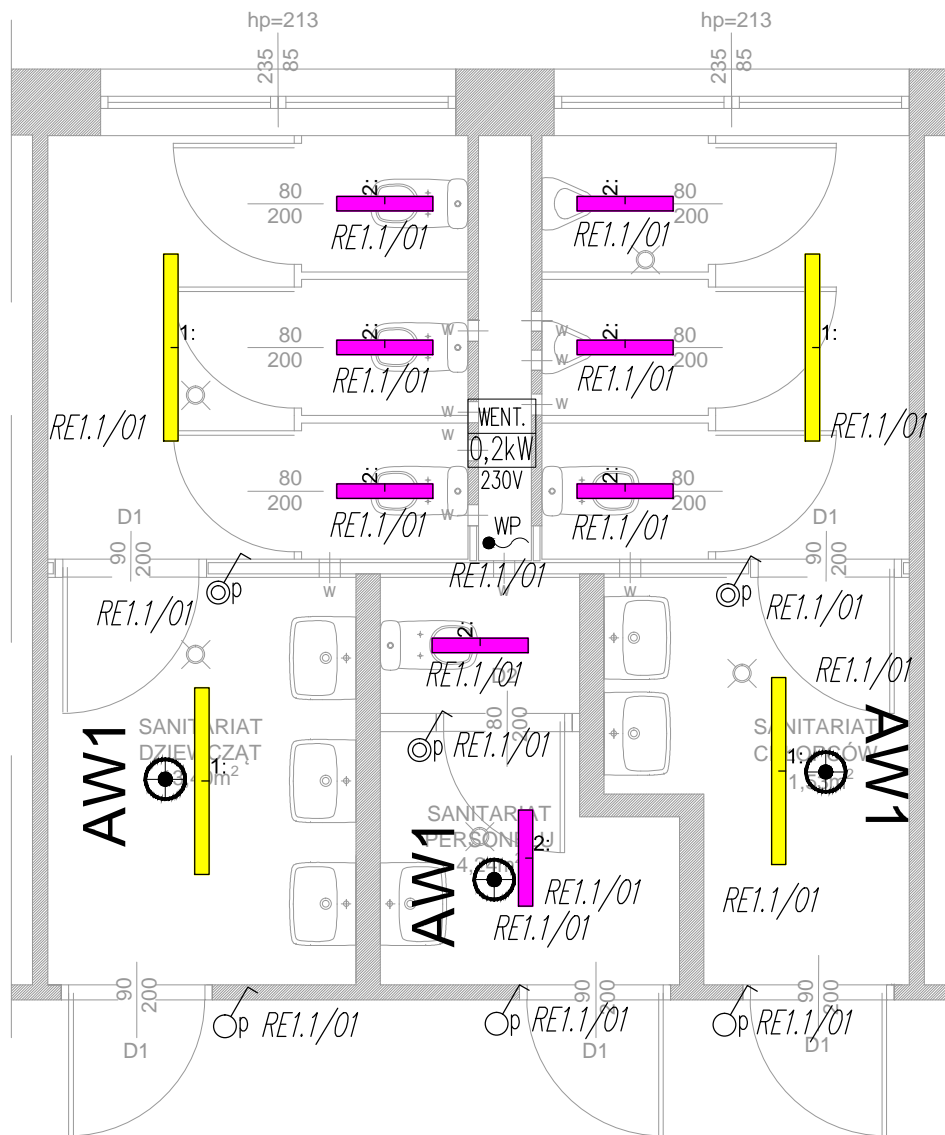 hp=213
hp=213
235
85
235
85
80
200
2:
RE1.1/01
2:
80
200
RE1.1/01
80
200
2:
RE1.1/01
2:
80
200
RE1.1/01
1:
RE1.1/01
1:
RE1.1/01
W
W
W
W
W
W
W
WENT.
0,2kW
230V
WP
RE1.1/01
80
200
2:
RE1.1/01
2:
80
200
RE1.1/01
D1
90
200
D1
90
200
p
RE1.1/01
W
W
W
p
RE1.1/01
2:
RE1.1/01
D2
80
200
p
RE1.1/01
RE1.1/01
SANITARIAT
DZIEWCZĄT
1:
AW1
SANITARIAT
PERSONELU
2:
AW1
RE1.1/01
RE1.1/01
SANITARIAT
CHŁOPCÓW
1:
AW1
RE1.1/01
90
200
p
RE1.1/01
D1
90
200
p
RE1.1/01
D1
90
200
p
RE1.1/01
D1